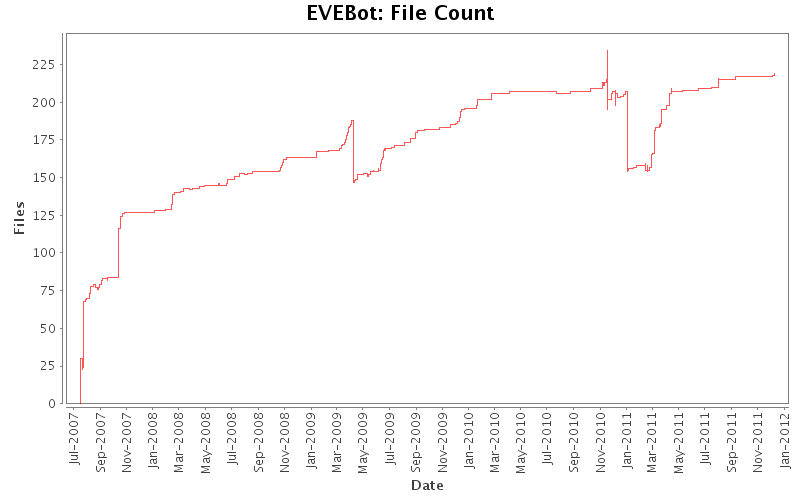 EVEBot: File Count
Files
225
200
175
150
125
100
75
50
25
0
Jul-2007
Sep-2007
Nov-2007
Jan-2008
Mar-2008
May-2008
Jul-2008
Sep-2008
Nov-2008
Jan-2009
Mar-2009
May-2009
Jul-2009
Sep-2009
Nov-2009
Jan-2010
Mar-2010
May-2010
Jul-2010
Sep-2010
Nov-2010
Jan-2011
Mar-2011
May-2011
Jul-2011
Sep-2011
Nov-2011
Jan-2012
Date